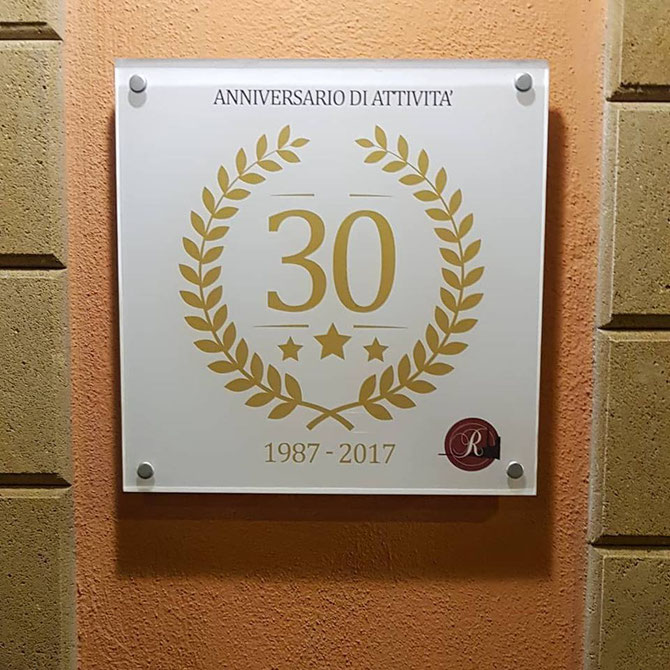 ANNIVERSARIO DI ATTIVITA'
30
1987 - 2017
R